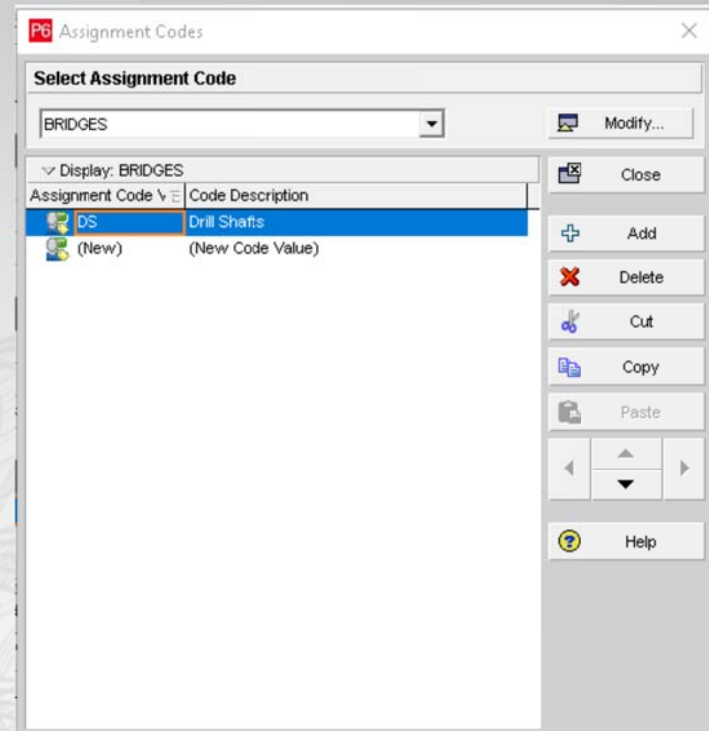 P6 Assignment Codes
Select Assignment Code
BRIDGES
Modify...
Display: BRIDGES
Close
Assignment Code V
Code Description
DS
Drill Shafts
(New)
(New Code Value)
Add
Delete
Cut
Copy
Paste
Help